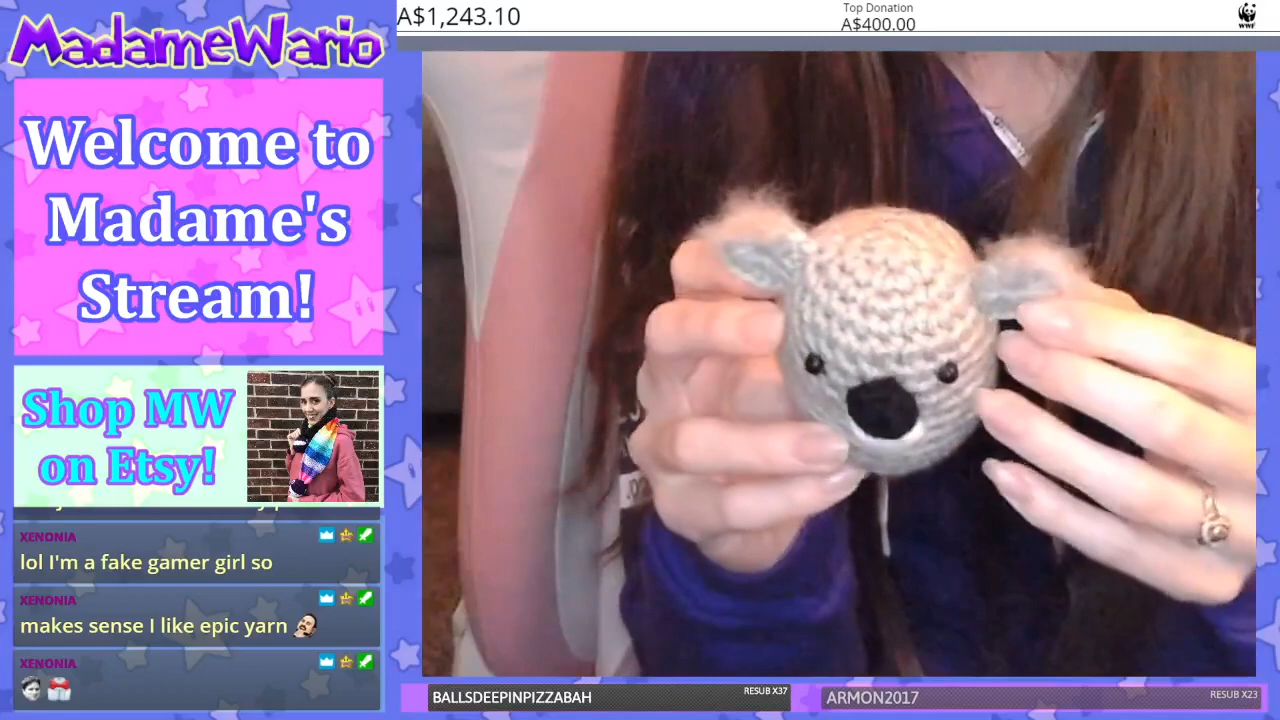 MadameWario
Welcome to
Madame's
Stream!
Shop MW
on Etsy!
XENONIA
lol I'm a fake gamer girl so
XENONIA
makes sense I like epic yarn
XENONIA
A$1,243.10
Top Donation
A$400.00
WWF
BALLSDEEPINPIZZABAH
RESUB X37
ARMON2017
RESUB X23